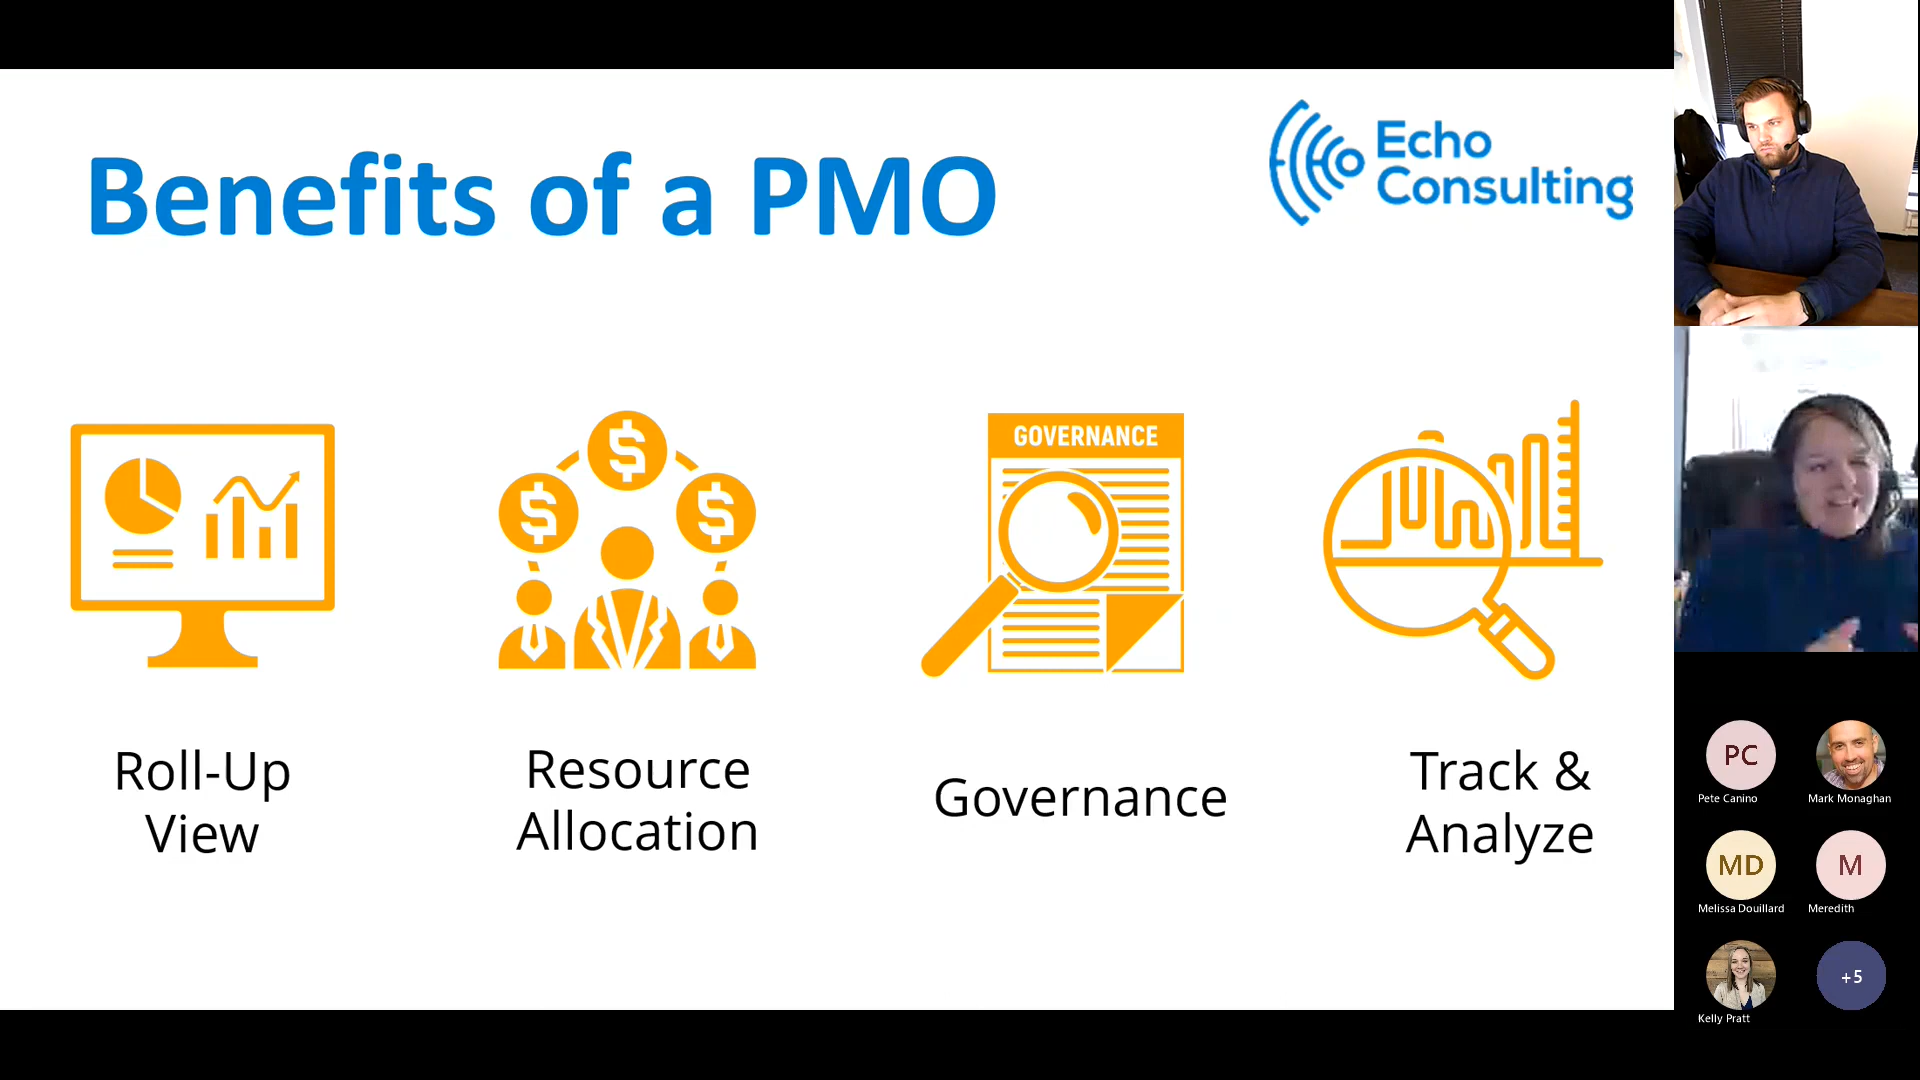 Benefits of a PMO
Echo
Consulting
GOVERNANCE
Roll-Up
View
Resource
Allocation
Governance
Track &
Analyze
PC
Pete Canino
Mark Monaghan
MD
Melissa Douillard
M
Meredith
Kelly Pratt
+5